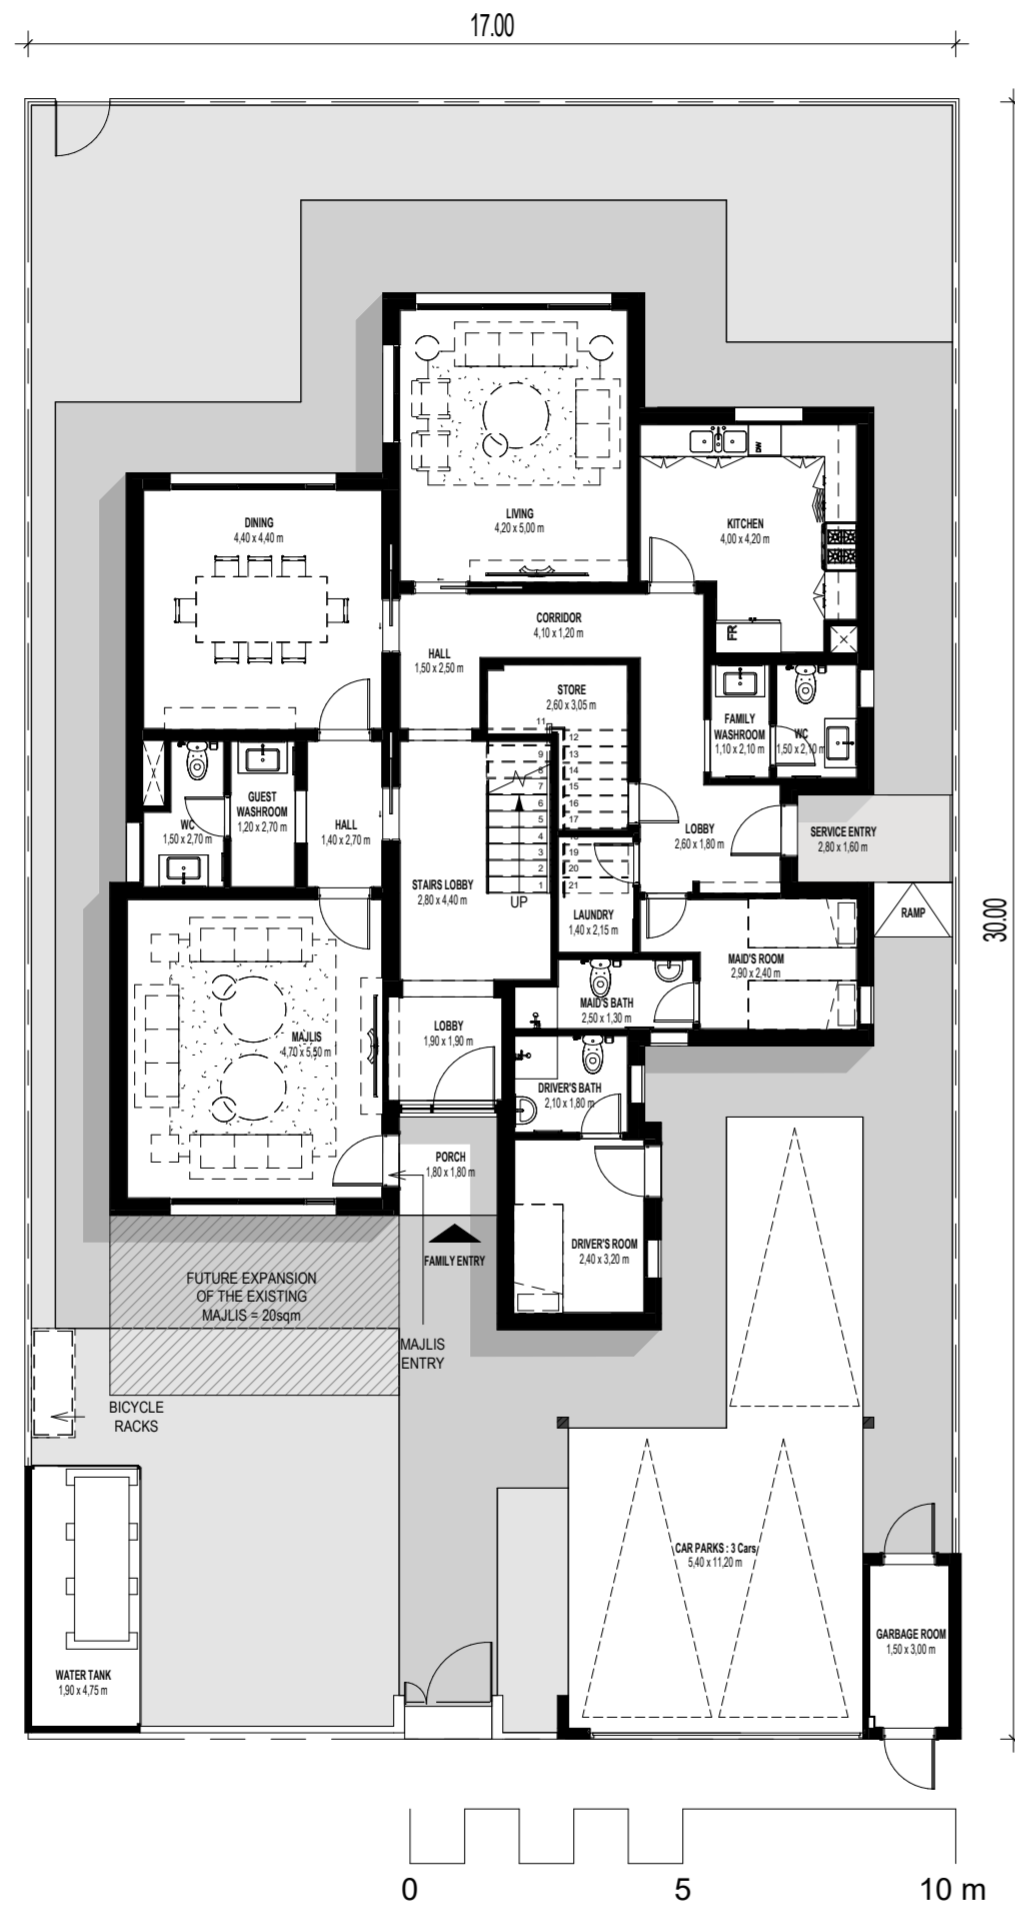 17.00
30.00
LIVING
4,20 x 5,00 m
DW
KITCHEN
4,00 x 4,20 m
FR
DINING
4,40 x 4,40 m
CORRIDOR
4,10 x 1,20 m
HALL
1,50 x 2,50 m
STORE
2,60 x 3,05 m
FAMILY
WASHROOM
1,10 x 2,10 m
WC
1,50 x 2,10 m
11
12
13
14
15
16
17
18
19
20
21
9
8
7
6
5
4
3
2
1
UP
WC
1,50 x 2,70 m
GUEST
WASHROOM
1,20 x 2,70 m
HALL
1,40 x 2,70 m
LOBBY
2,60 x 1,80 m
SERVICE ENTRY
2,80 x 1,60 m
RAMP
STAIRS LOBBY
2,80 x 4,40 m
LAUNDRY
1,40 x 2,15 m
MAID'S ROOM
2,90 x 2,40 m
MAID'S BATH
2,50 x 1,30 m
MAJLIS
4,70 x 5,50 m
LOBBY
1,90 x 1,90 m
DRIVER'S BATH
2,10 x 1,80 m
PORCH
1,80 x 1,80 m
DRIVER'S ROOM
2,40 x 3,20 m
FAMILY ENTRY
FUTURE EXPANSION
OF THE EXISTING
MAJLIS = 20sqm
MAJLIS
ENTRY
BICYCLE
RACKS
CAR PARKS : 3 Cars
5,40 x 11,20 m
GARBAGE ROOM
1,50 x 3,00 m
WATER TANK
1,90 x 4,75 m
0 5 10 m